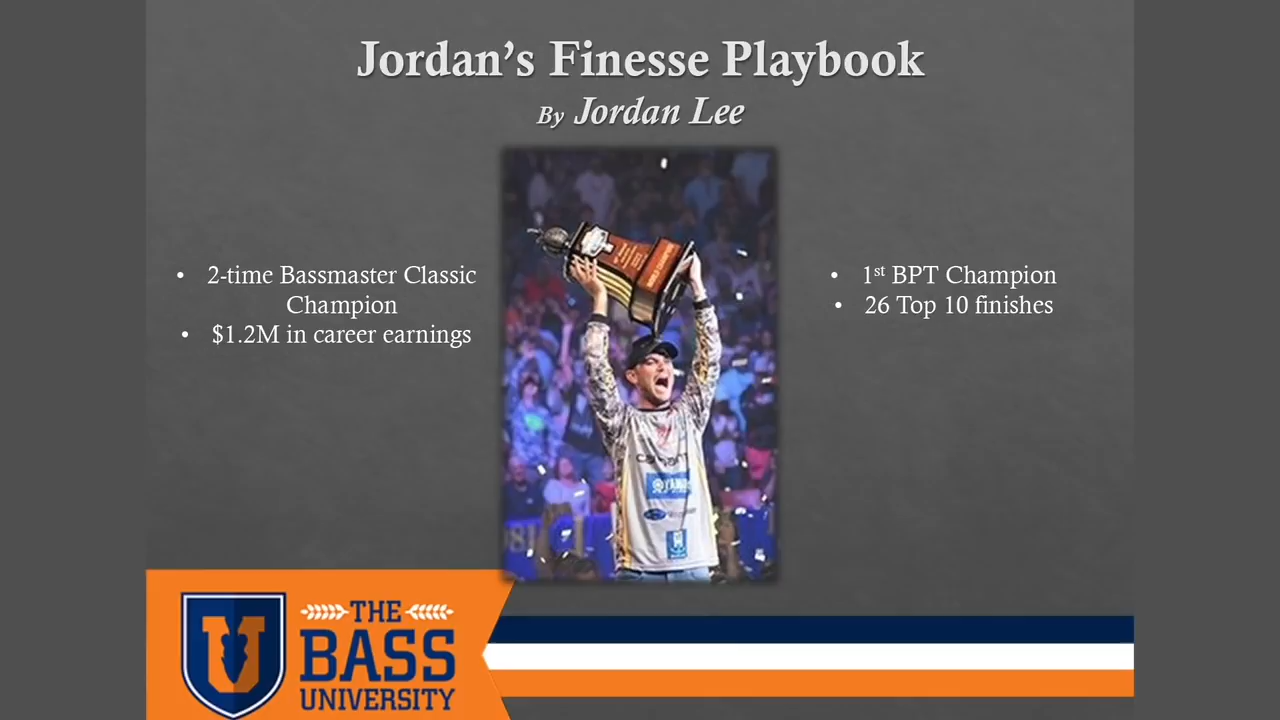 Jordan’s Finesse Playbook
By Jordan Lee
• 2-time Bassmaster Classic
Champion
• $1.2M in career earnings
• 1st BPT Champion
• 26 Top 10 finishes
THE
BASS
UNIVERSITY